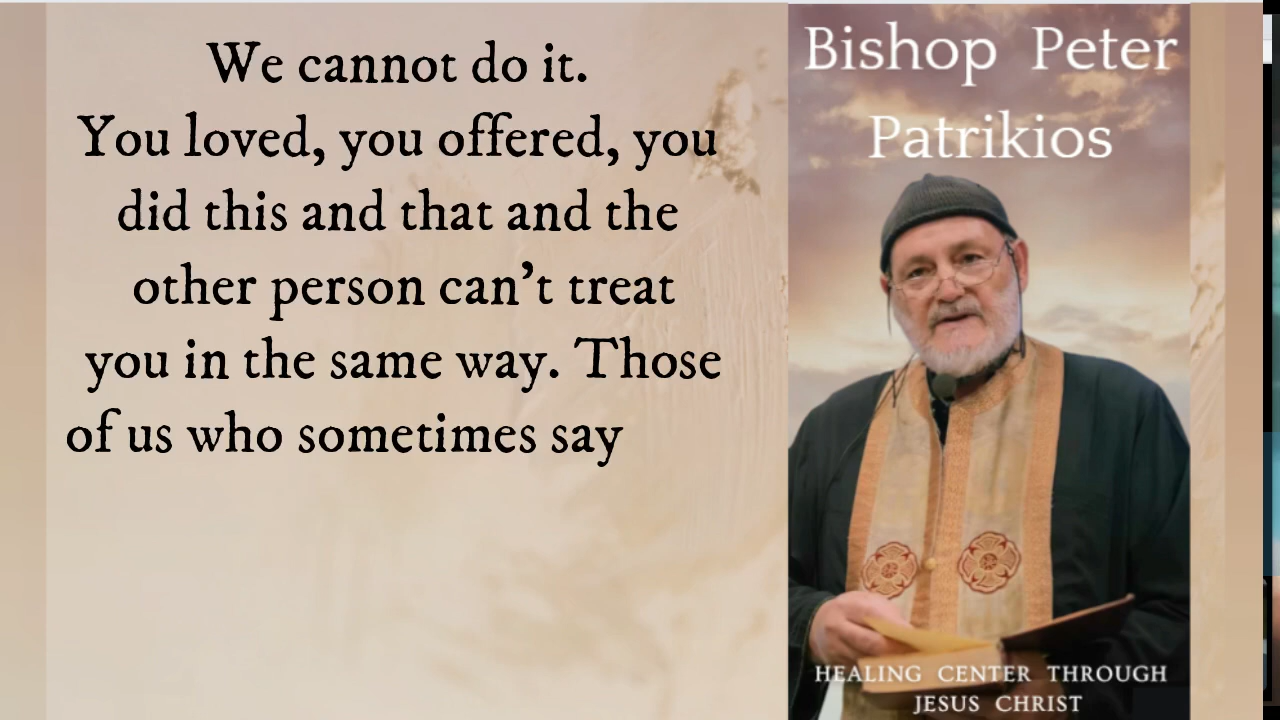 We cannot do it.
You loved, you offered, you
did this and that and the
other person can't treat
you in the same way. Those
of us who sometimes say
Bishop Peter
Patrikios
HEALING CENTER THROUGH
JESUS CHRIST